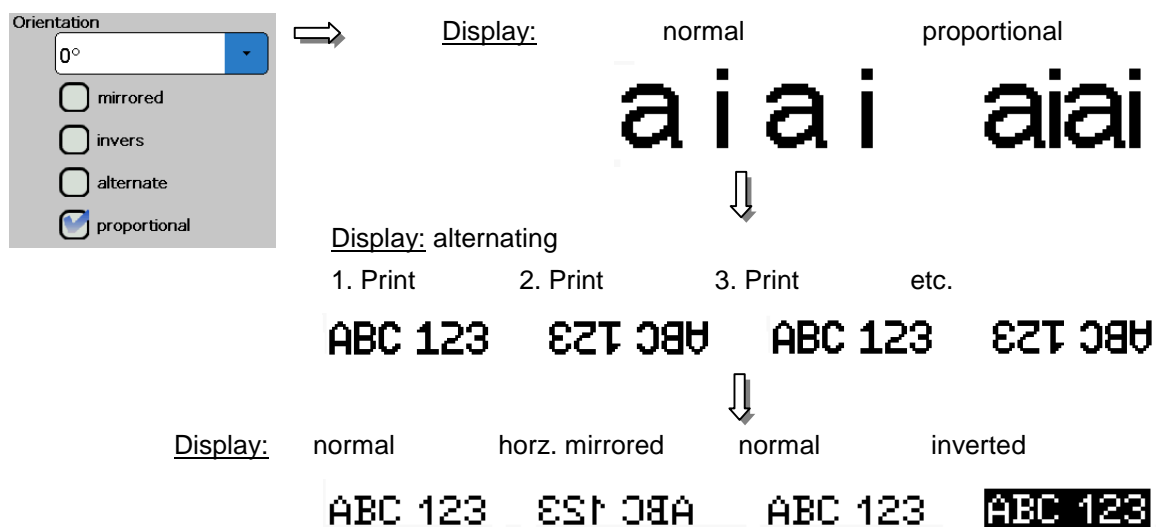 Orientation
0°
mirrored
invers
alternate
proportional
Display: normal proportional
a i a i aiai
Display: alternating
1. Print 2. Print 3. Print etc.
ABC 123 ABC 123 ABC 123 ABC 123
Display: normal horz. mirrored normal inverted
ABC 123 ABC 123 ABC 123 ABC 123